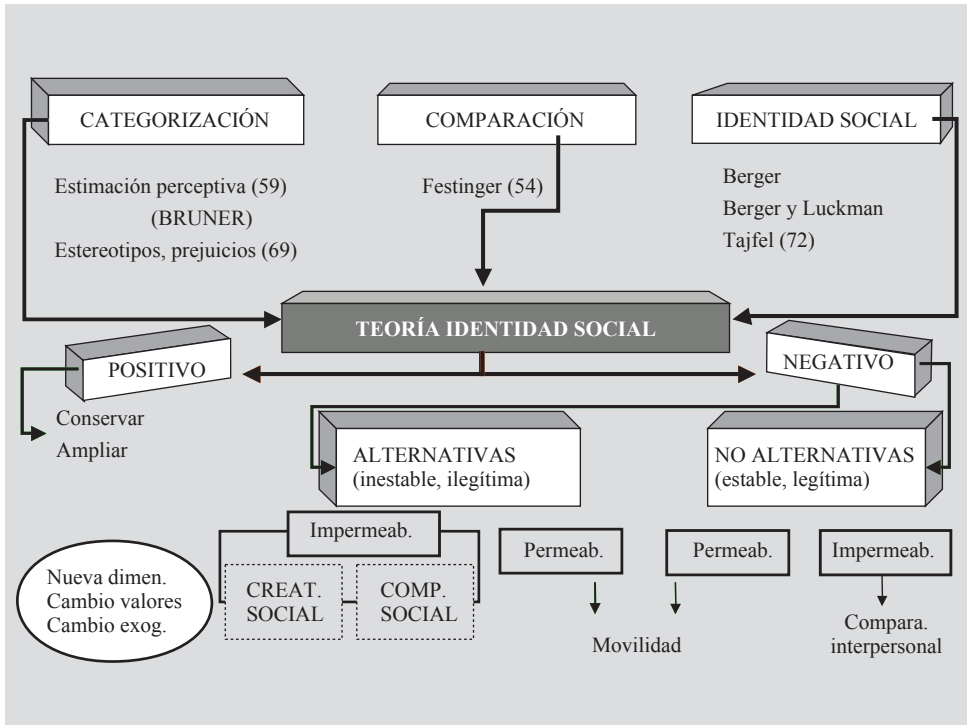 CATEGORIZACIÓN
COMPARACIÓN
IDENTIDAD SOCIAL
Estimación perceptiva (59)
(BRUNER)
Estereotipos, prejuicios (69)
Festinger (54)
Berger
Berger y Luckman
Tajfel (72)
TEORÍA IDENTIDAD SOCIAL
POSITIVO
NEGATIVO
Conservar
Ampliar
ALTERNATIVAS
(inestable, ilegítima)
NO ALTERNATIVAS
(estable, legítima)
Impermeab.
Permeab.
Permeab.
Impermeab.
Nueva dimen.
Cambio valores
Cambio exog.
CREAT.
SOCIAL
COMP.
SOCIAL
Movilidad
Compara.
interpersonal